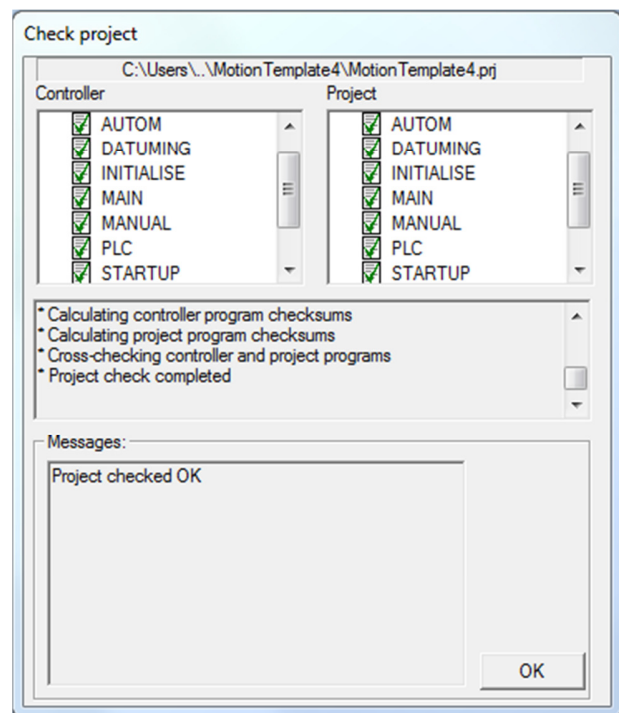 Check project
C:\Users\..\MotionTemplate4\MotionTemplate4.prj
Controller
Project
AUTOM
DATUMING
INITIALISE
MAIN
MANUAL
PLC
STARTUP
AUTOM
DATUMING
INITIALISE
MAIN
MANUAL
PLC
STARTUP
* Calculating controller program checksums
* Calculating project program checksums
* Cross-checking controller and project programs
* Project check completed
Messages:
Project checked OK
OK